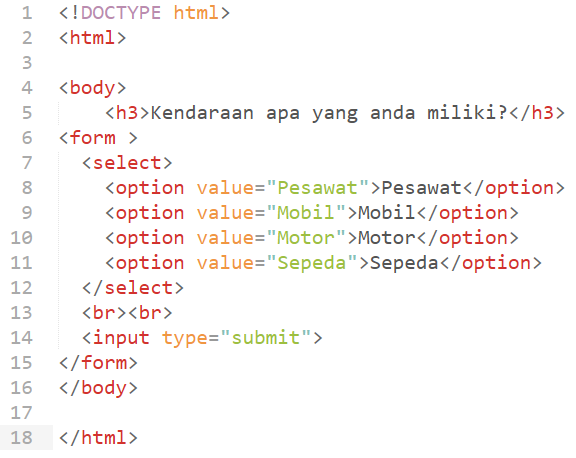 1 <!DOCTYPE html>
2 <html>
3
4 <body>
5     <h3>Kendaraan apa yang anda miliki?</h3>
6 <form >
7   <select>
8     <option value="Pesawat">Pesawat</option>
9     <option value="Mobil">Mobil</option>
10     <option value="Motor">Motor</option>
11     <option value="Sepeda">Sepeda</option>
12   </select>
13   <br><br>
14   <input type="submit">
15 </form>
16 </body>
17
18 </html>